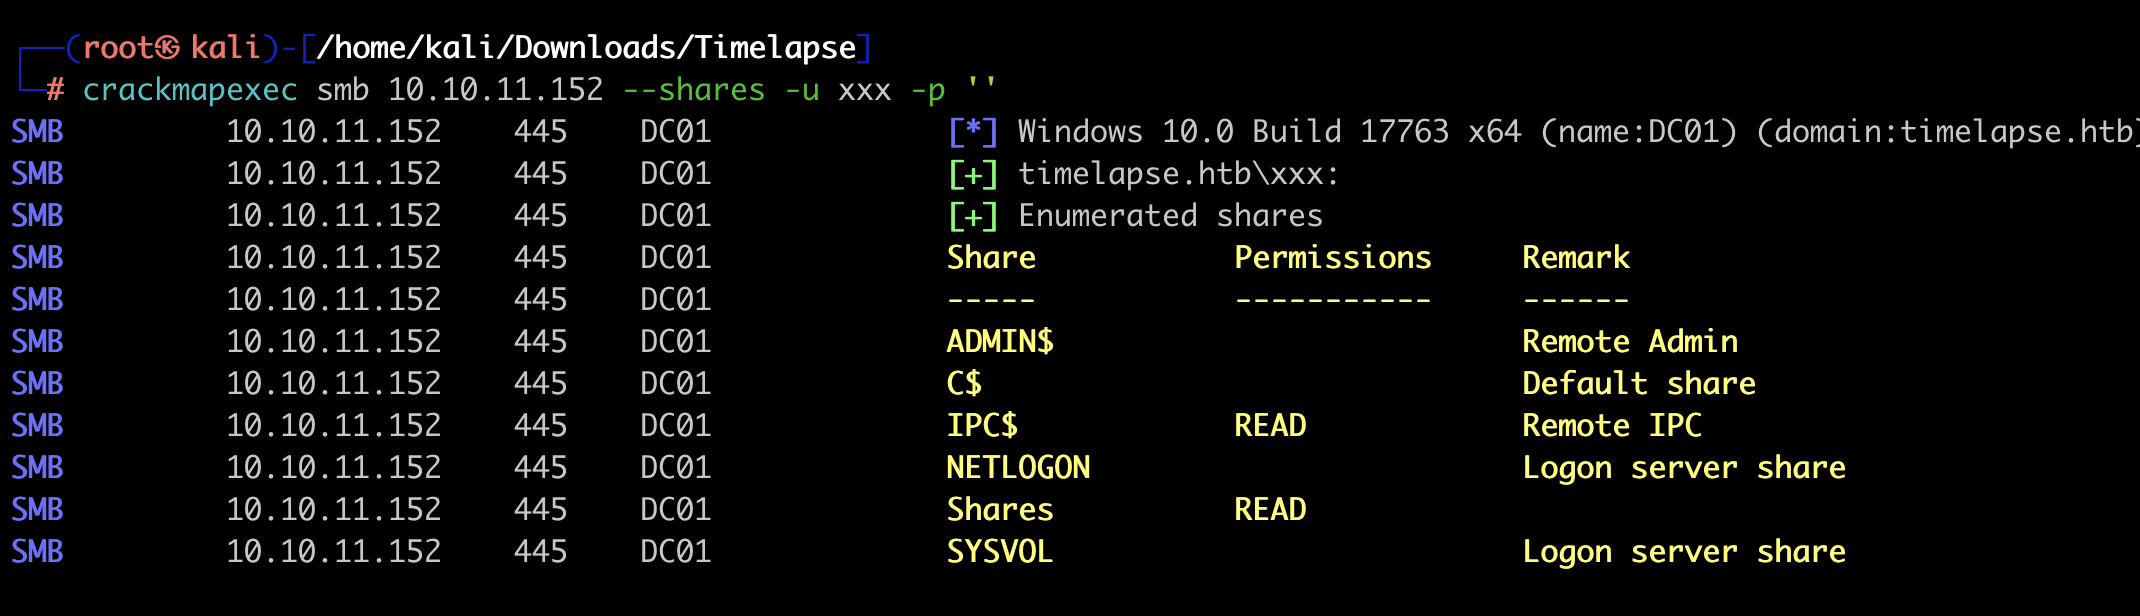 (root㉿kali)-[/home/kali/Downloads/Timelapse]
# crackmapexec smb 10.10.11.152 --shares -u xxx -p ''
SMB 10.10.11.152 445 DC01 [*] Windows 10.0 Build 17763 x64 (name:DC01) (domain:timelapse.htb)
SMB 10.10.11.152 445 DC01 [+] timelapse.htb\xxx:
SMB 10.10.11.152 445 DC01 [+] Enumerated shares
SMB 10.10.11.152 445 DC01 Share Permissions Remark
SMB 10.10.11.152 445 DC01 ----- ----------- ------
SMB 10.10.11.152 445 DC01 ADMIN$ Remote Admin
SMB 10.10.11.152 445 DC01 C$ Default share
SMB 10.10.11.152 445 DC01 IPC$ READ Remote IPC
SMB 10.10.11.152 445 DC01 NETLOGON Logon server share
SMB 10.10.11.152 445 DC01 Shares READ
SMB 10.10.11.152 445 DC01 SYSVOL Logon server share